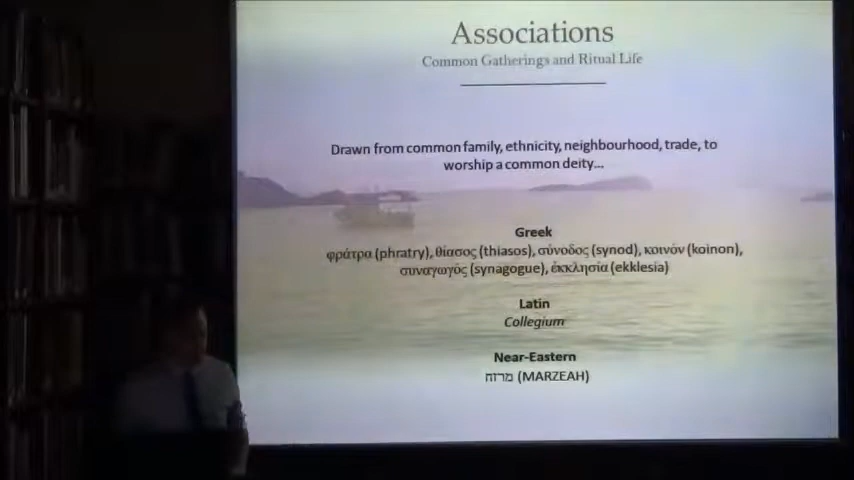 Associations
Common Gatherings and Ritual Life
Drawn from common family, ethnicity, neighbourhood, trade, to
worship a common deity...
Greek
φράτρα (phratry), θίασος (thiasos), σύνοδος (synod), κοινόν (koinon),
συναγωγός (synagogue), ἐκκλησία (ekklesia)
Latin
Collegium
Near-Eastern
מרזח (MARZEAH)